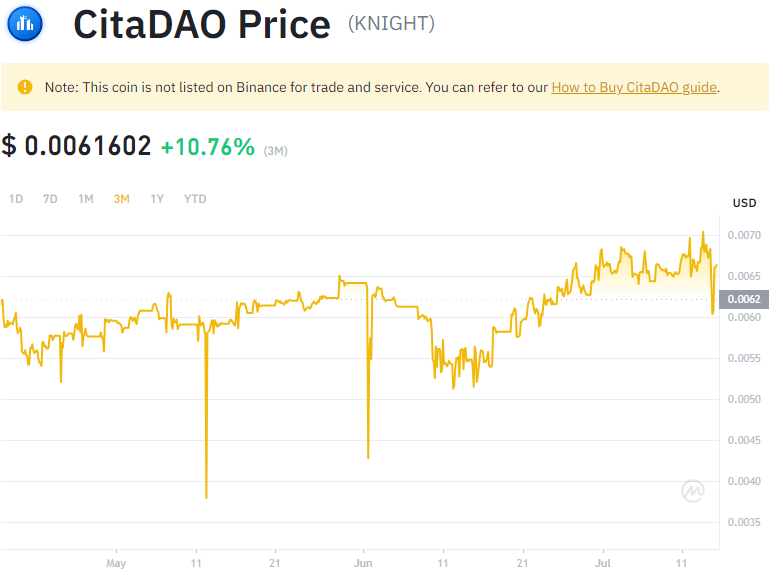 CitaDAO Price (KNIGHT)
Note: This coin is not listed on Binance for trade and service. You can refer to our How to Buy CitaDAO guide.
$ 0.0061602 +10.76% (3M)
1D 7D 1M 3M 1Y YTD
USD
0.0070
0.0065
0.0062
0.0060
0.0055
0.0050
0.0045
0.0040
0.0035
May 11 21 Jun 11 21 Jul 11